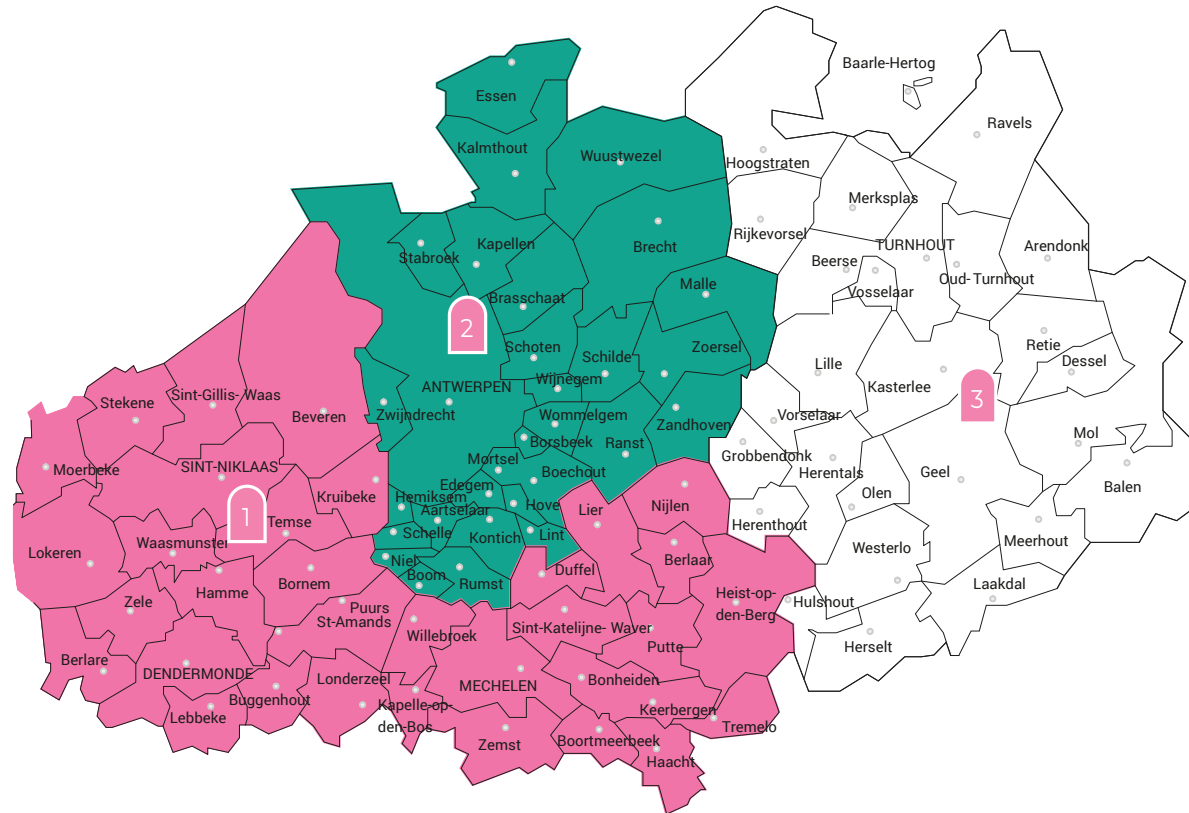 Baarle-Hertog
Essen
Ravels
Kalmthout
Wuustwezel
Hoogstraten
Merksplas
Rijkevorsel
Kapellen
Brecht
TURNHOUT
Arendonk
Stabroek
Beerse
Oud-Turnhout
Vosselaar
Malle
Brasschaat
2
Schoten
Zoersel
Retie
Schilde
Dessel
Lille
Wijnegem
ANTWERPEN
Kasterlee
Sint-Gillis- Waas
Stekene
3
Beveren
Zwijndrecht
Wommelgem
Vorselaar
Zandhoven
Borsbeek
Ranst
Mol
Mortsel
Grobbendonk
SINT-NIKLAAS
Moerbeke
Boechout
Herentals
Geel
Edegem
Balen
Kruibeke
Hemiksem
Olen
Nijlen
Hove
Aartselaar
Lier
1
Temse
Herenthout
Schelle
Kontich
Lint
Meerhout
Waasmunster
Lokeren
Westerlo
Berlaar
Niel
Duffel
Boom
Bornem
Rumst
Laakdal
Hamme
Heist-op-
den-Berg
Zele
Hulshout
Puurs
St-Amands
Sint-Katelijne- Waver
Willebroek
Putte
Herselt
Berlare
DENDERMONDE
Londerzeel
Bonheiden
MECHELEN
Buggenhout
Kapelle-op-
den-Bos
Keerbergen
Lebbeke
Tremelo
Zemst
Boortmeerbeek
Haacht